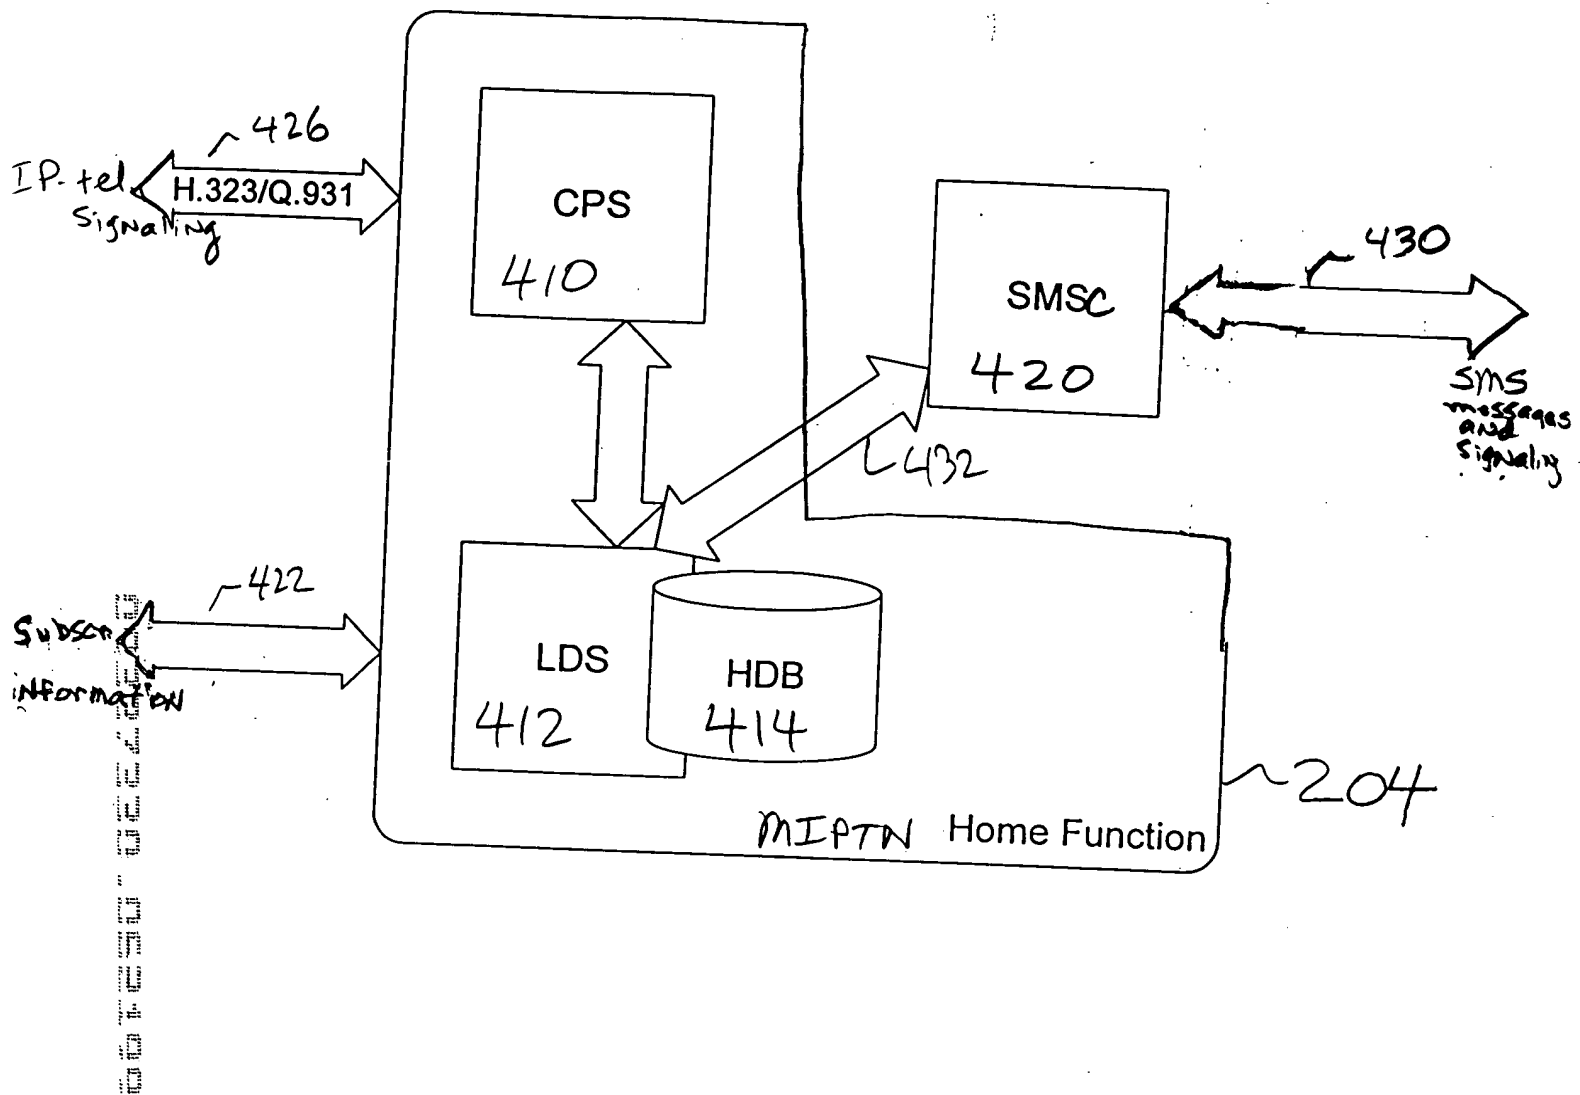 426
IP-tel
H.323/Q.931
Signaling
CPS
410
430
SMSC
420
SMS
messages
and
signaling
432
422
Subscr
information
LDS
412
HDB
414
204
MIPTN Home Function